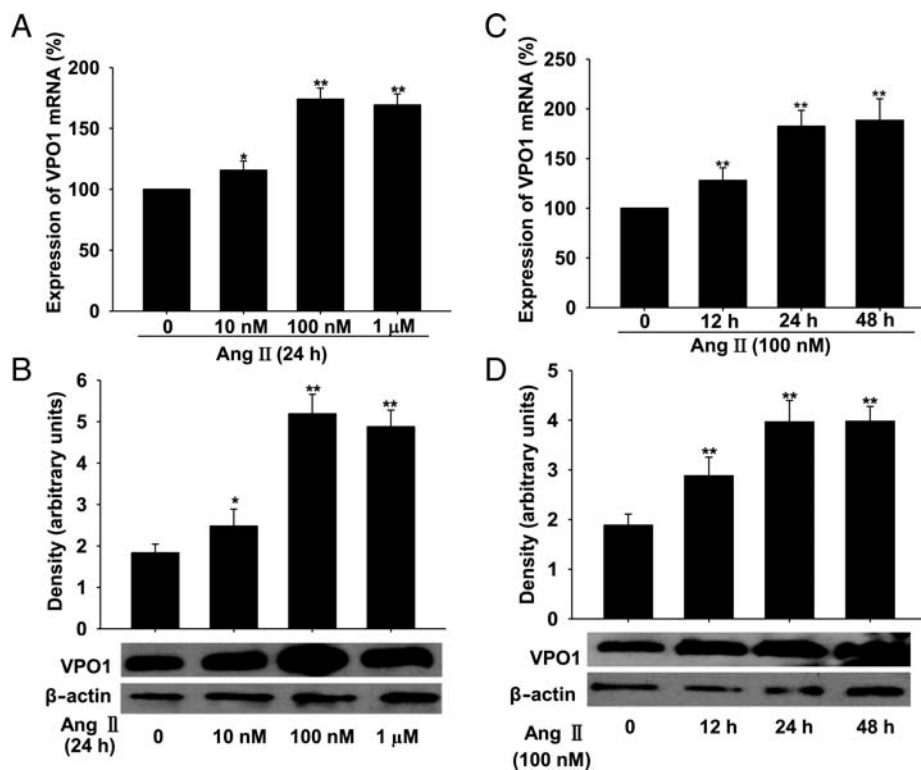 A
Expression of VPO1 mRNA (%)
200
150
100
50
0
*
**
**
0 10 nM 100 nM 1 μM
Ang Ⅱ (24 h)
B
Density (arbitrary units)
6
5
4
3
2
1
0
*
**
**
VPO1
β-actin
Ang Ⅱ
(24 h)
0 10 nM 100 nM 1 μM
C
Expression of VPO1 mRNA (%)
250
200
150
100
50
0
**
**
**
0 12 h 24 h 48 h
Ang Ⅱ (100 nM)
D
Density (arbitrary units)
5
4
3
2
1
0
**
**
**
VPO1
β-actin
Ang Ⅱ
(100 nM)
0 12 h 24 h 48 h